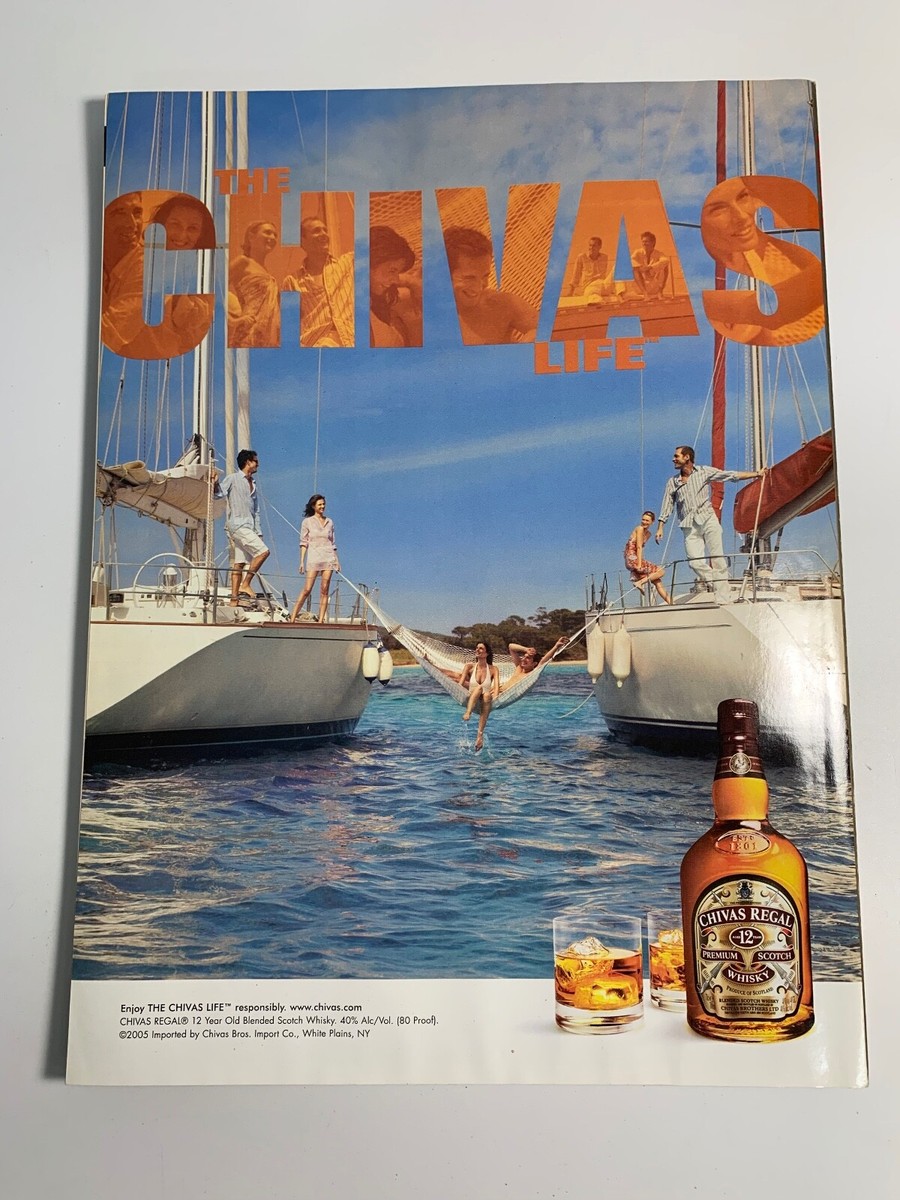 THE
CHIVAS
LIFE™
ESTD
1801
CHIVAS REGAL
12
PREMIUM SCOTCH
WHISKY
PRODUCE OF SCOTLAND
BLENDED SCOTCH WHISKY
CHIVAS BROTHERS LTD
Enjoy THE CHIVAS LIFE™ responsibly. www.chivas.com
CHIVAS REGAL® 12 Year Old Blended Scotch Whisky. 40% Alc/Vol. (80 Proof).
©2005 Imported by Chivas Bros. Import Co., White Plains, NY